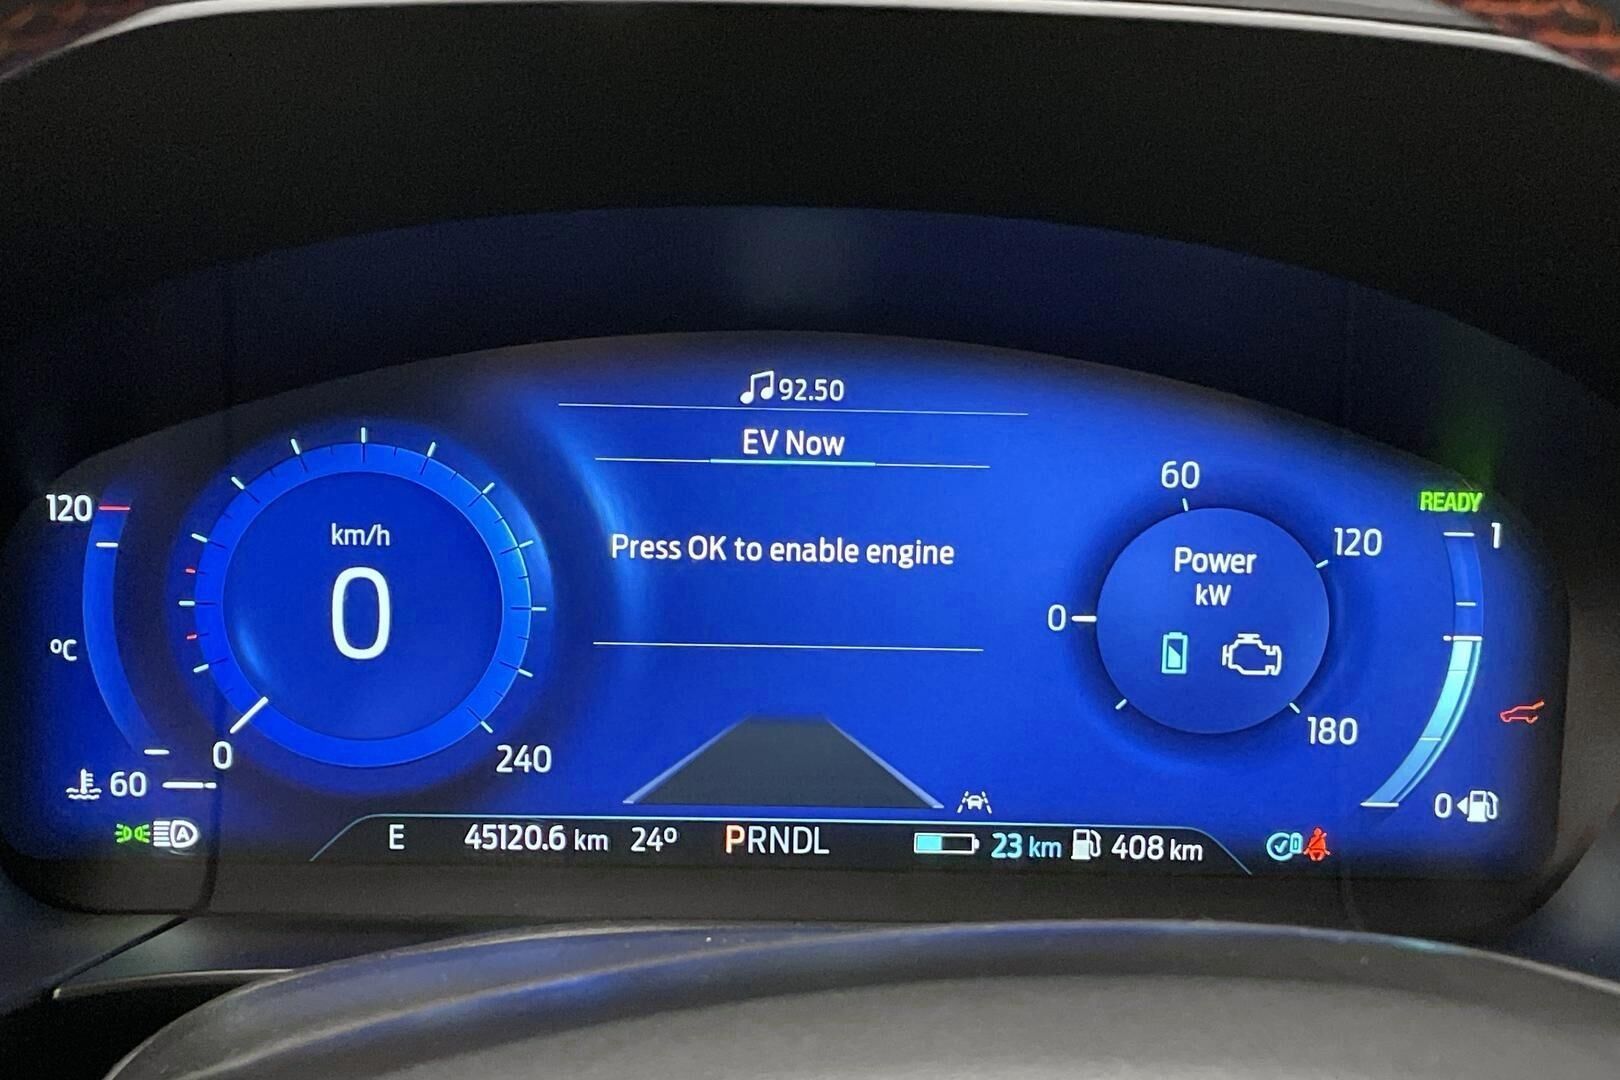 92.50
EV Now
Press OK to enable engine
120
°C
60
km/h
0
0
240
60
120
Power
kW
0
180
READY
1
0
E 45120.6 km 24° PRNDL 23 km 408 km
A